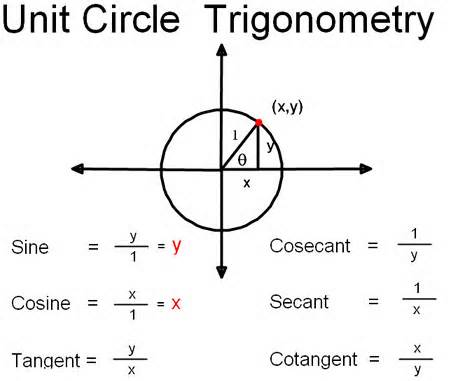 Unit Circle Trigonometry
(x,y)
1
y
θ
x
Sine = y/1 = y
Cosecant = 1/y
Cosine = x/1 = x
Secant = 1/x
Tangent = y/x
Cotangent = x/y